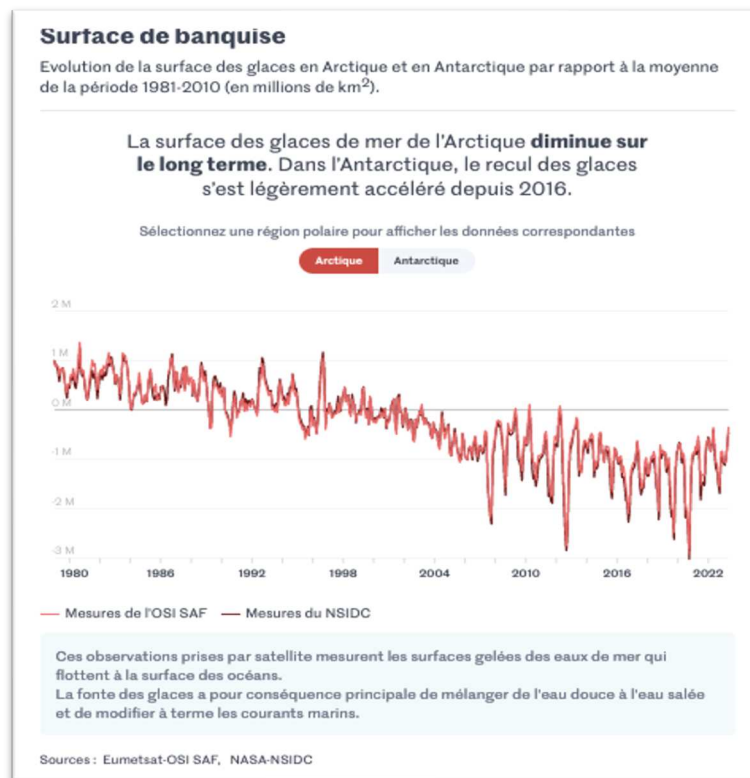 Surface de banquise
Evolution de la surface des glaces en Arctique et en Antarctique par rapport à la moyenne
de la période 1981-2010 (en millions de km²).
La surface des glaces de mer de l'Arctique diminue sur
le long terme. Dans l'Antarctique, le recul des glaces
s'est légèrement accéléré depuis 2016.
Sélectionnez une région polaire pour afficher les données correspondantes
Arctique Antarctique
2 M
1 M
0 M
-1 M
-2 M
-3 M
1980 1986 1992 1998 2004 2010 2016 2022
Mesures de l'OSI SAF Mesures du NSIDC
Ces observations prises par satellite mesurent les surfaces gelées des eaux de mer qui
flottent à la surface des océans.
La fonte des glaces a pour conséquence principale de mélanger de l'eau douce à l'eau salée
et de modifier à terme les courants marins.
Sources : Eumetsat-OSI SAF, NASA-NSIDC